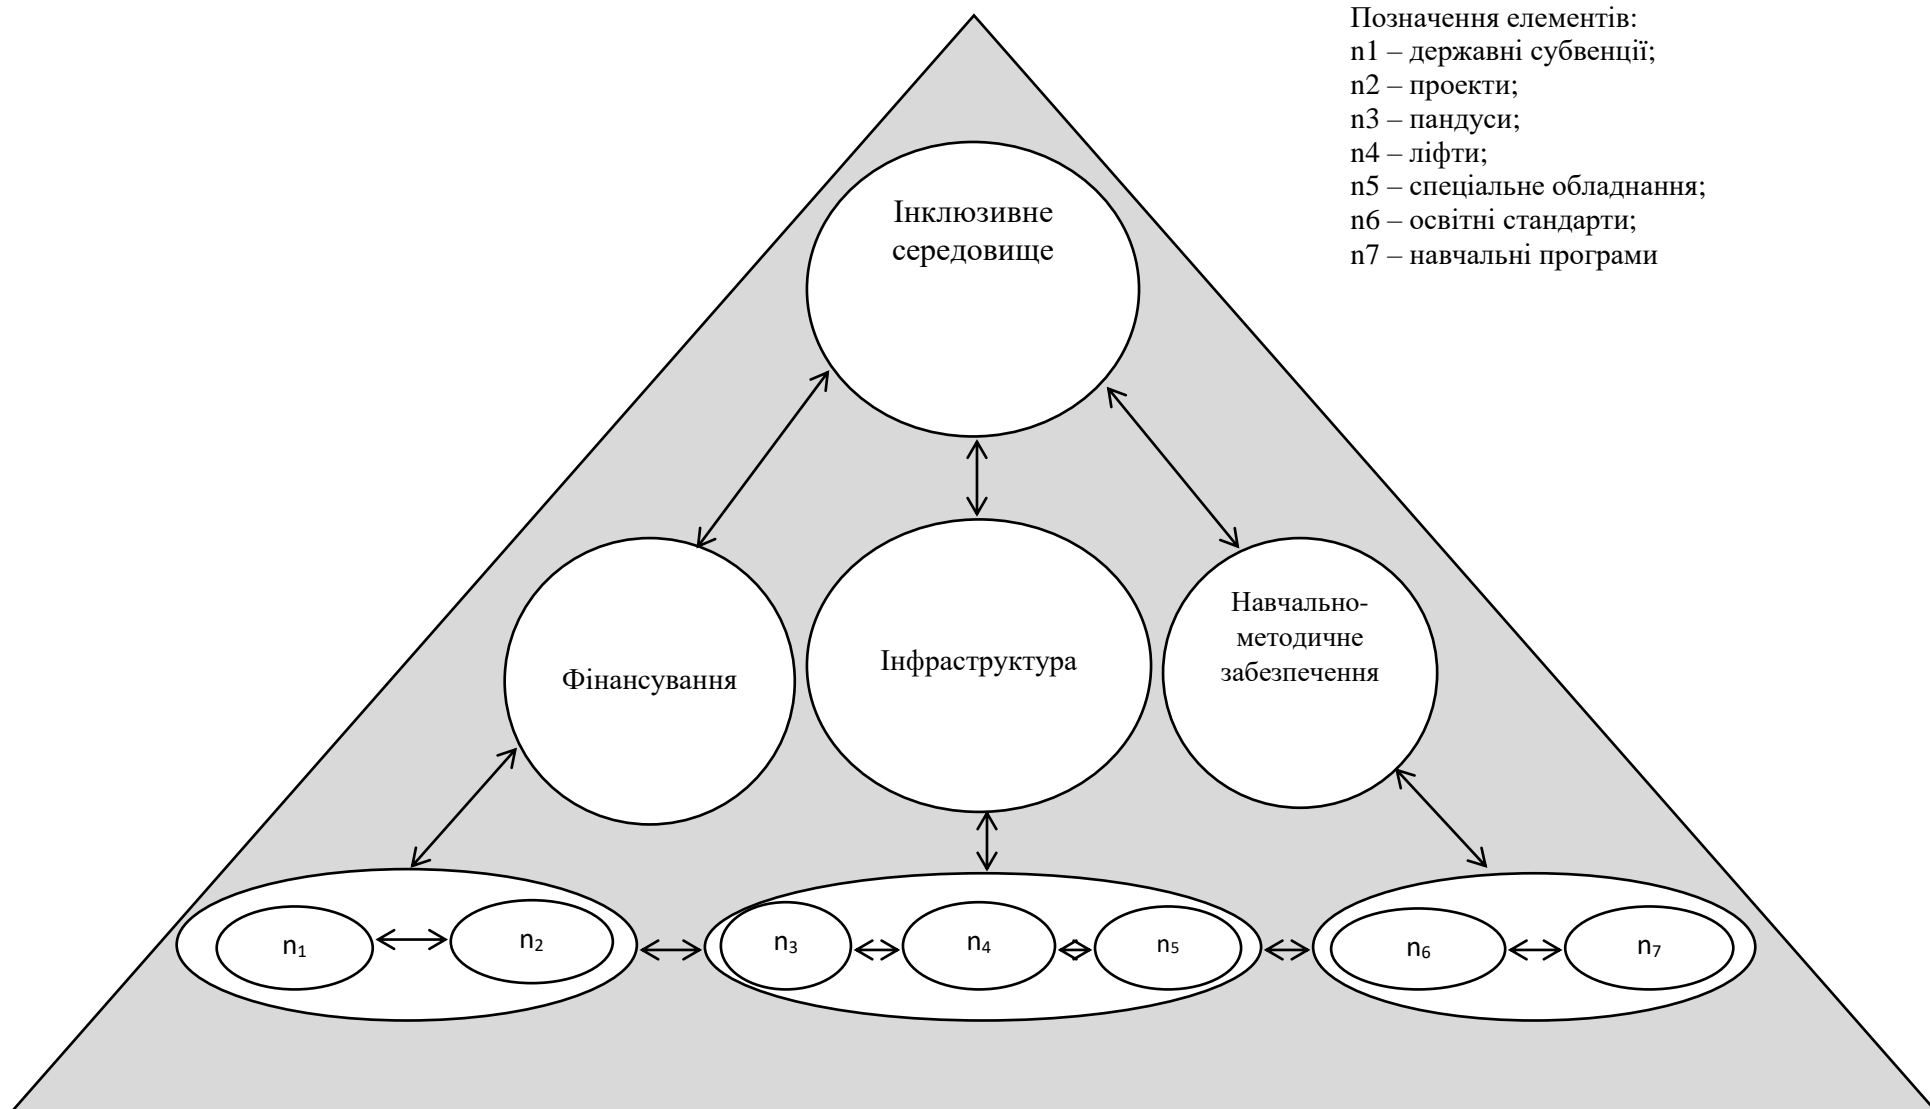 Позначення елементів:
n1 – державні субвенції;
n2 – проекти;
n3 – пандуси;
n4 – ліфти;
n5 – спеціальне обладнання;
n6 – освітні стандарти;
n7 – навчальні програми
Інклюзивне
середовище
Фінансування
Інфраструктура
Навчально-
методичне
забезпечення
n₁
n₂
n₃
n₄
n₅
n₆
n₇